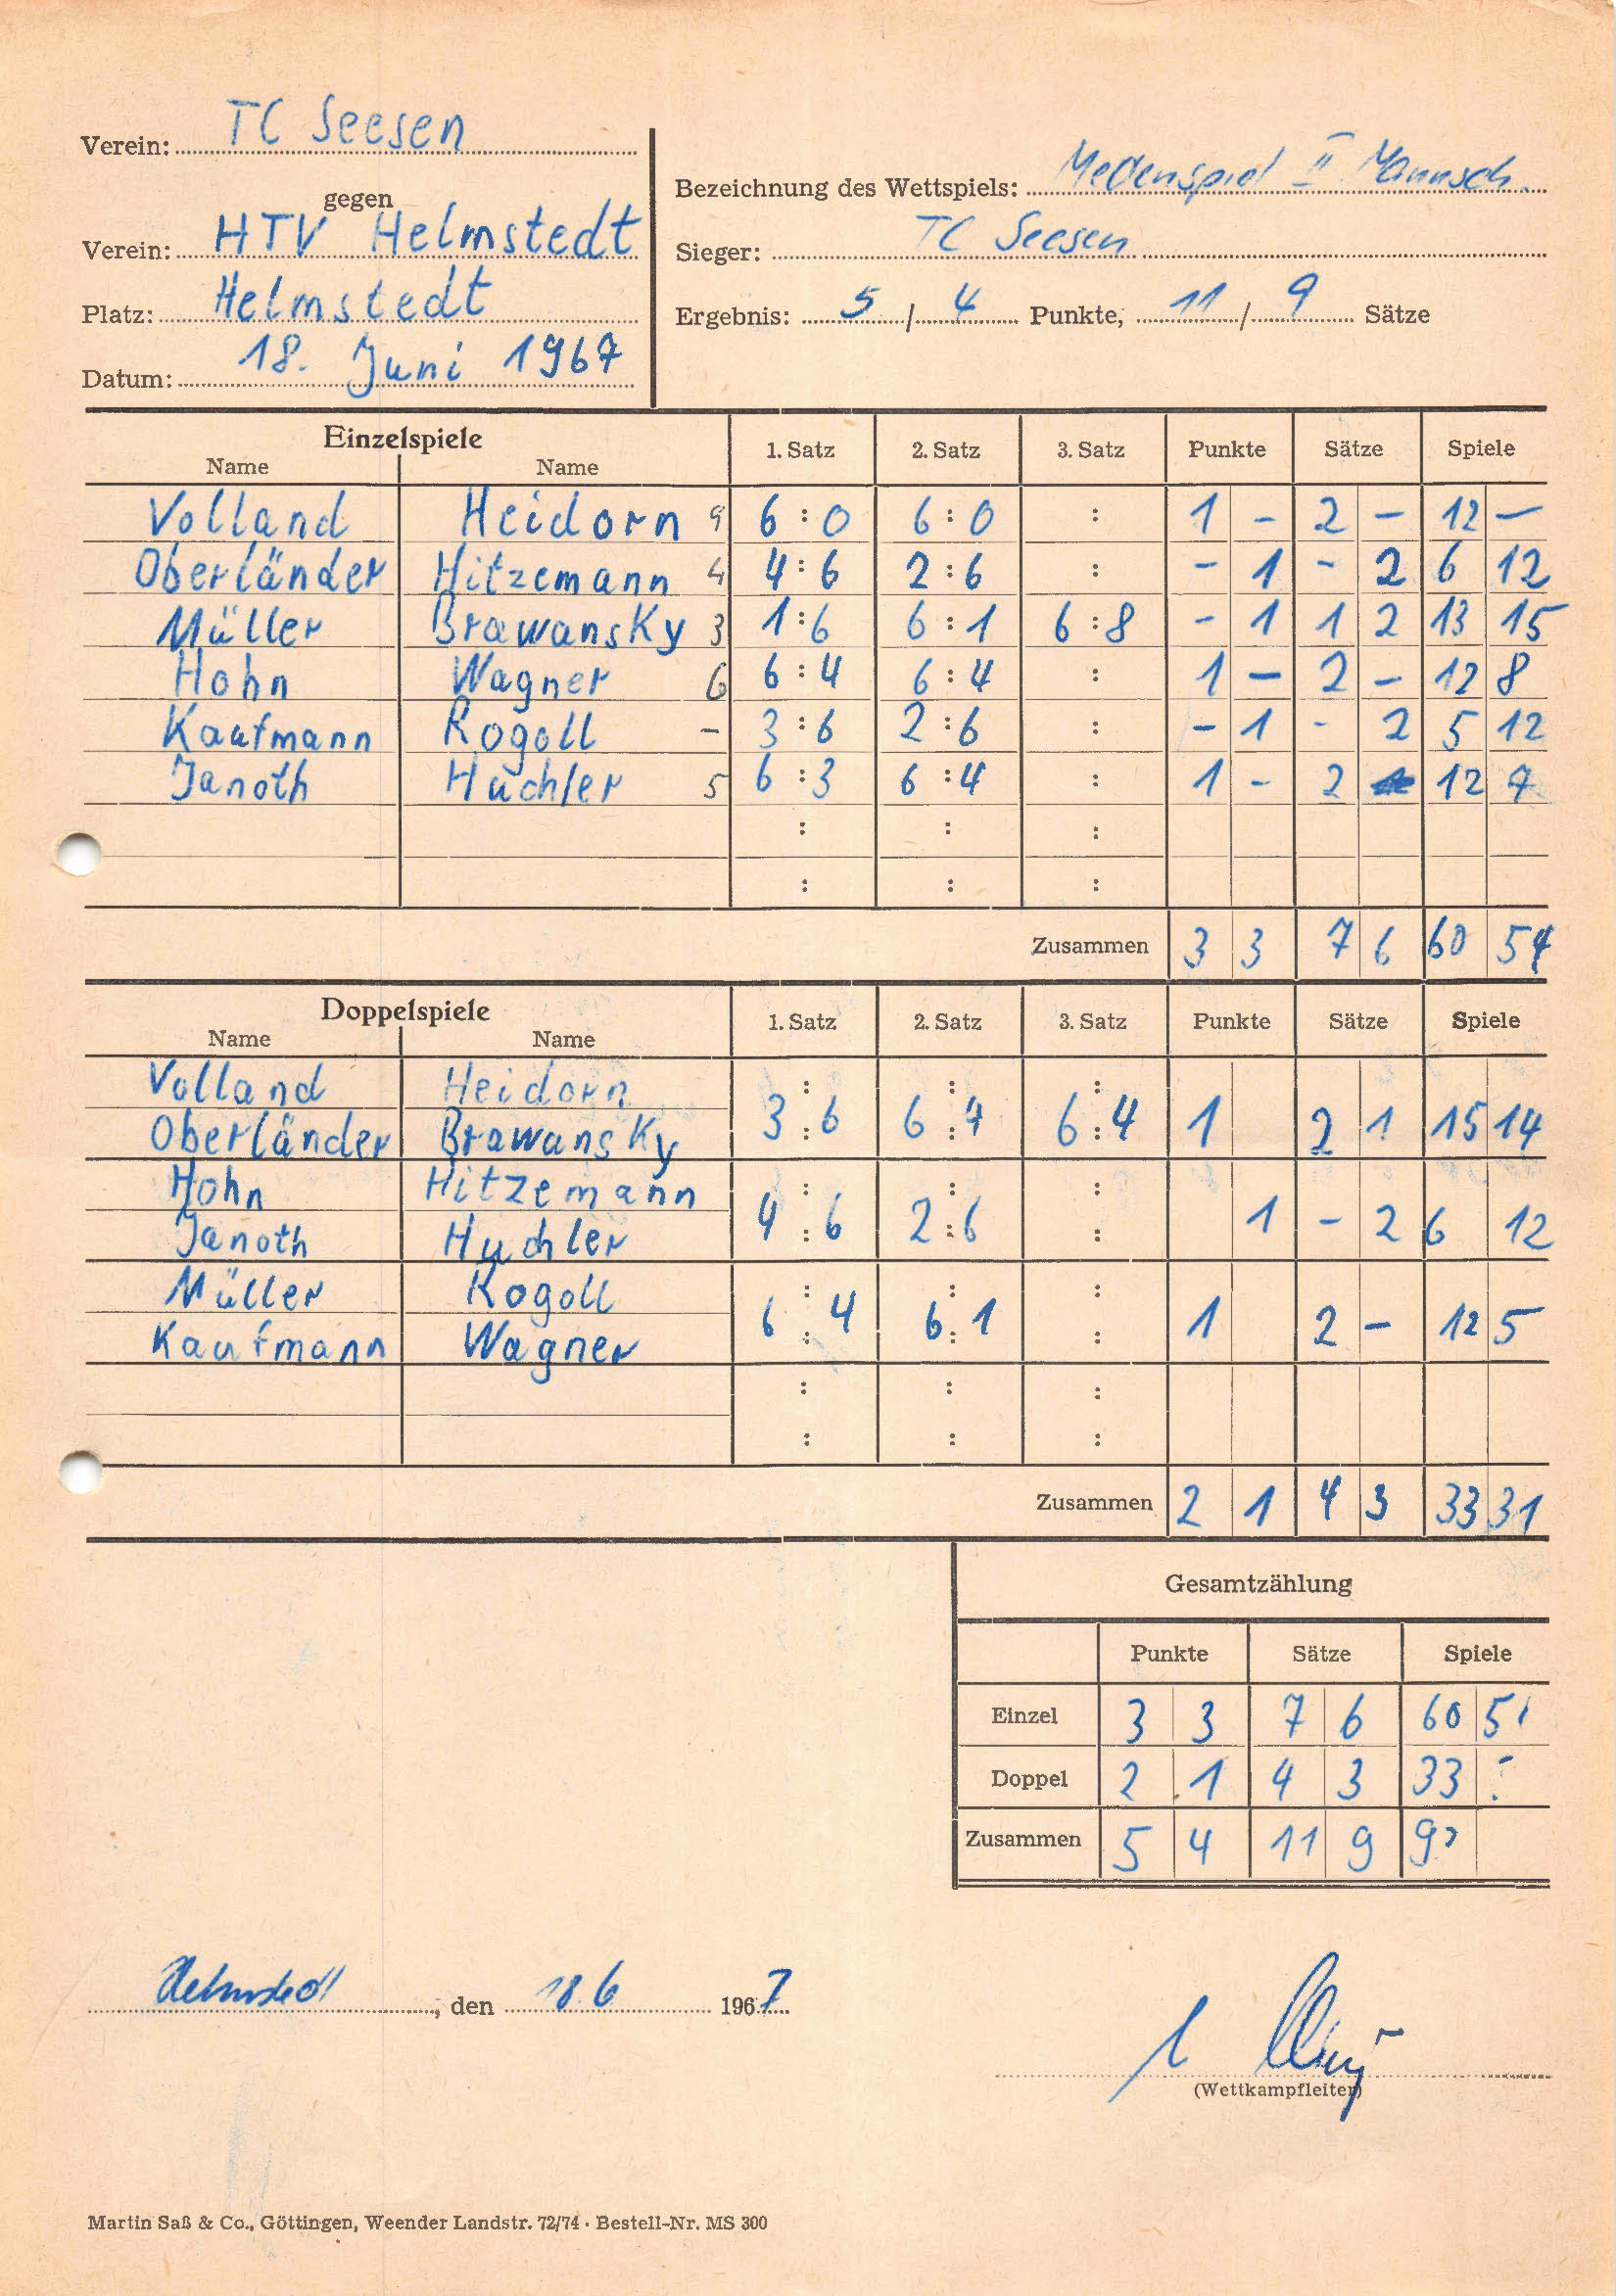 Verein: TC Seesen
gegen
Verein: HTV Helmstedt
Platz: Helmstedt
Datum: 18. Juni 1967
Bezeichnung des Wettspiels: Medenspiel II Mannsch.
Sieger: TC Seesen
Ergebnis: 5 / 4 Punkte, 11 / 9 Sätze
Einzelspiele 1. Satz 2. Satz 3. Satz Punkte Sätze Spiele
Name Name
Volland Heidorn 9 6:0 6:0 : 1 - 2 - 12 -
Oberländer Hitzemann 4 4:6 2:6 : - 1 - 2 6 12
Müller Brawansky 3 1:6 6:1 6:8 - 1 1 2 13 15
Hohn Wagner 6 6:4 6:4 : 1 - 2 - 12 8
Kaufmann Rogoll - 3:6 2:6 : - 1 - 2 5 12
Janoth Huchler 5 6:3 6:4 : 1 - 2 12 7
: : :
: : :
Zusammen 3 3 7 6 60 54
Doppelspiele 1. Satz 2. Satz 3. Satz Punkte Sätze Spiele
Name Name
Volland Heidorn : : :
Oberländer Brawansky 3:6 6:4 6:4 1 2 1 15 14
Hohn Hitzemann : : :
Janoth Huchler 4:6 2:6 : 1 - 2 6 12
Müller Rogoll : : :
Kaufmann Wagner 6:4 6:1 : 1 2 - 12 5
: : :
: : :
Zusammen 2 1 4 3 33 31
Gesamtzählung
Punkte Sätze Spiele
Einzel 3 3 7 6 60
Doppel 2 1 4 3 33
Zusammen 5 4 11 9
Helmstedt, den 18.6 1967
(Wettkampfleiter)
Martin Saß & Co., Göttingen, Weender Landstr. 72/74 · Bestell-Nr. MS 300